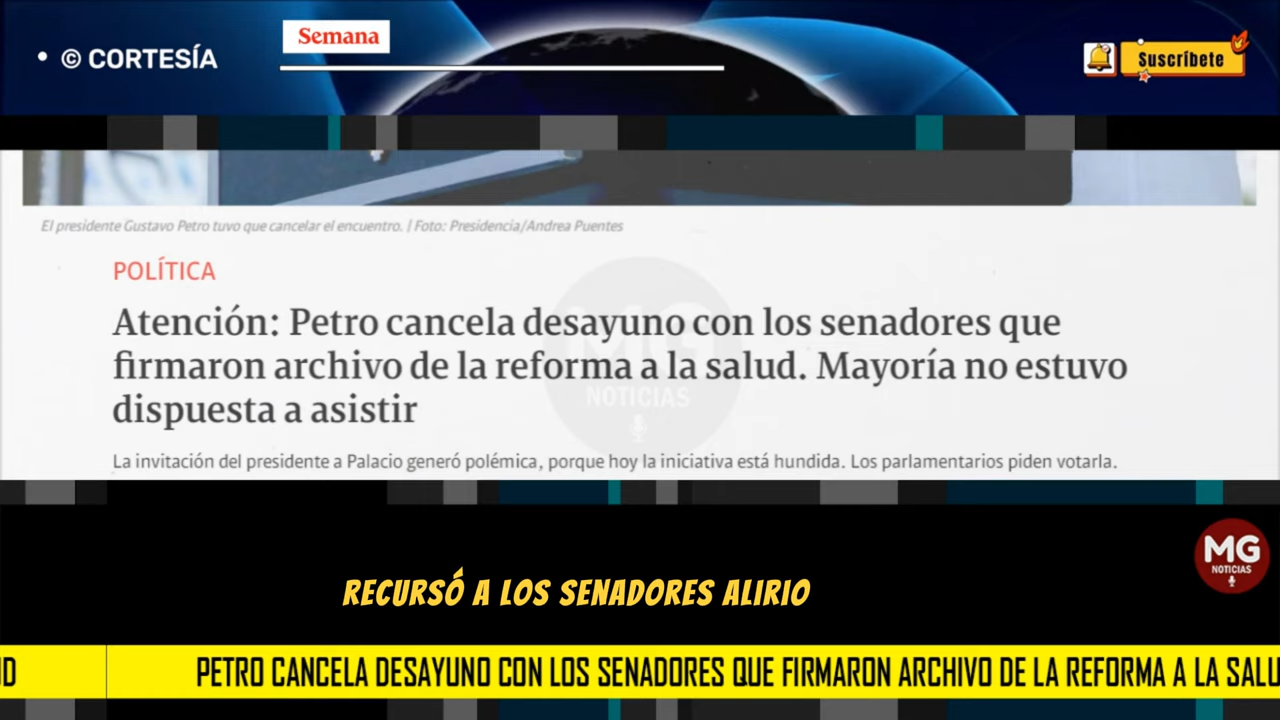 • © CORTESÍA
Semana
Suscríbete
El presidente Gustavo Petro tuvo que cancelar el encuentro. | Foto: Presidencia/Andrea Puentes
POLÍTICA
Atención: Petro cancela desayuno con los senadores que
firmaron archivo de la reforma a la salud. Mayoría no estuvo
dispuesta a asistir
MG
NOTICIAS
La invitación del presidente a Palacio generó polémica, porque hoy la iniciativa está hundida. Los parlamentarios piden votarla.
MG
NOTICIAS
RECURSÓ A LOS SENADORES ALIRIO
UD
PETRO CANCELA DESAYUNO CON LOS SENADORES QUE FIRMARON ARCHIVO DE LA REFORMA A LA SALU